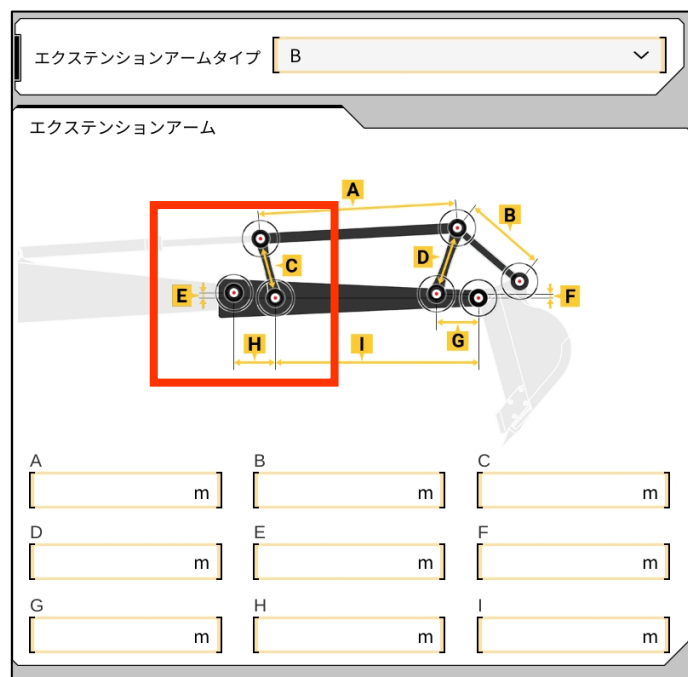 エクステンションアームタイプ B
エクステンションアーム
A
B
D
C
E
F
G
H I
A B C
m m m
D E F
m m m
G H I
m m m